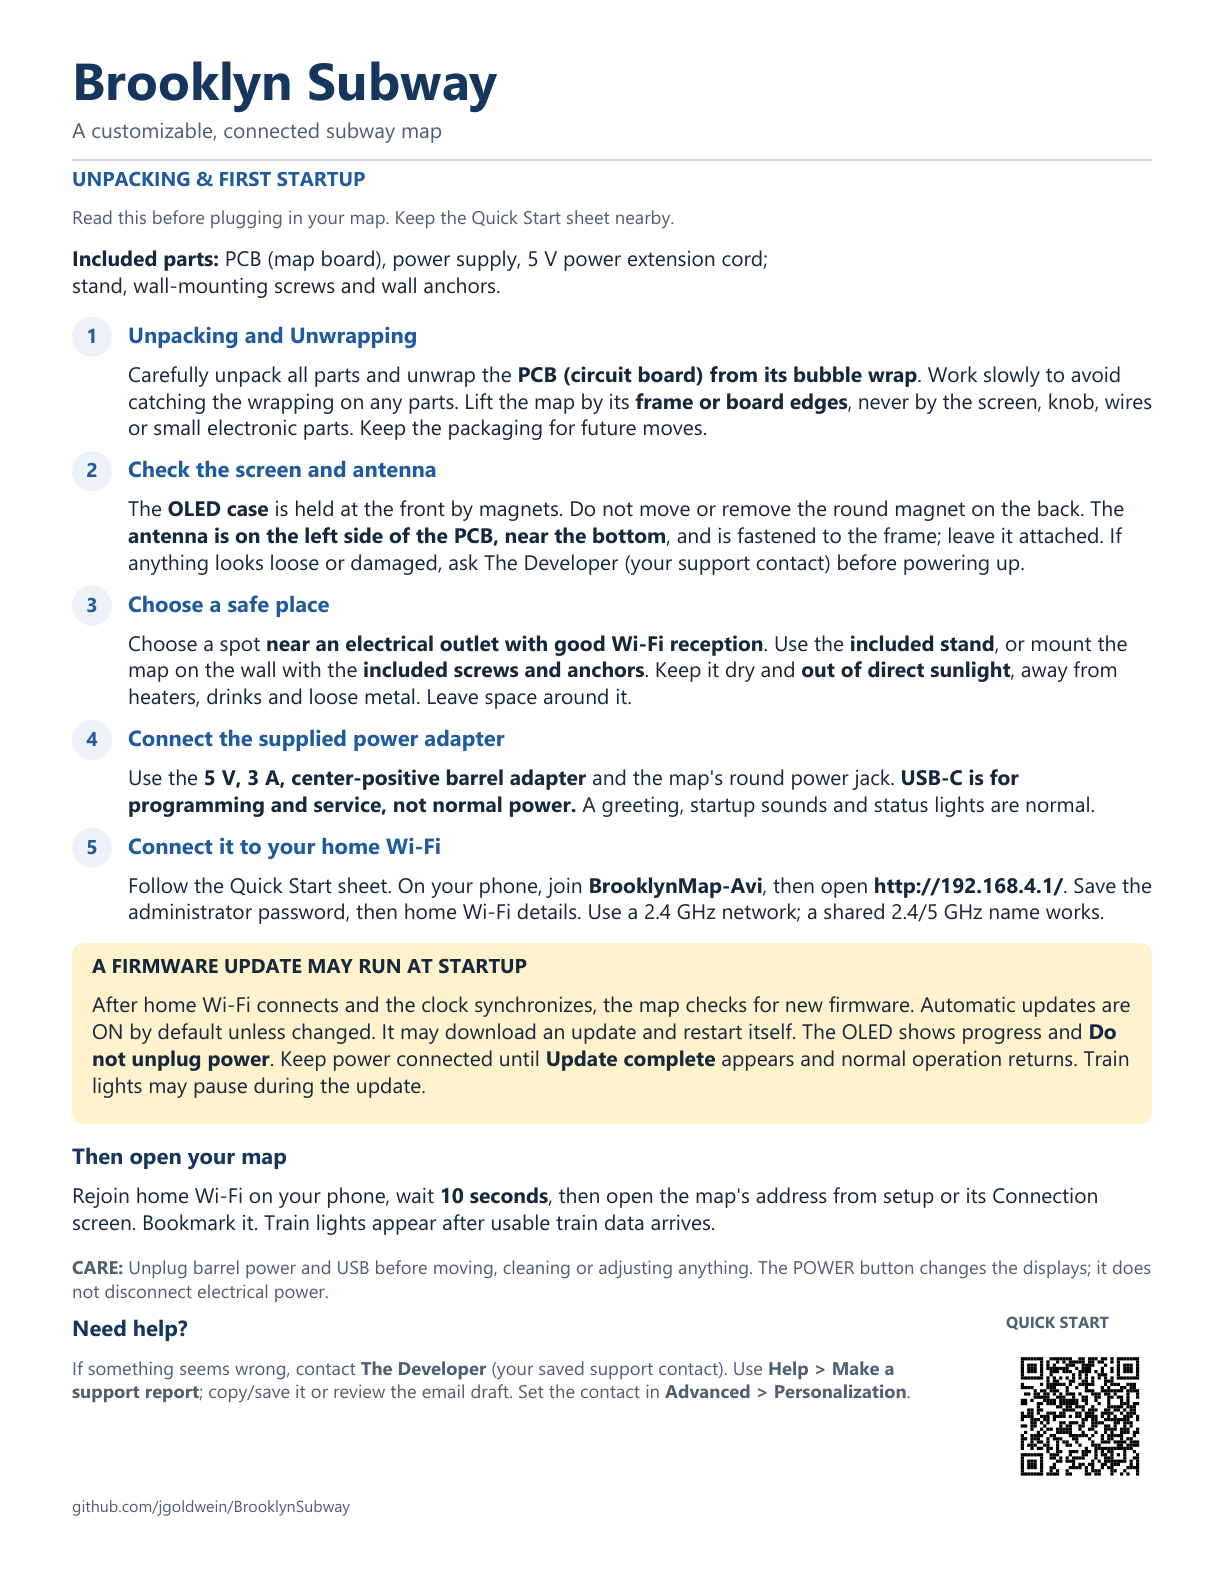 Brooklyn Subway
A customizable, connected subway map
UNPACKING & FIRST STARTUP
Read this before plugging in your map. Keep the Quick Start sheet nearby.
Included parts: PCB (map board), power supply, 5 V power extension cord;
stand, wall-mounting screws and wall anchors.
1 Unpacking and Unwrapping
Carefully unpack all parts and unwrap the PCB (circuit board) from its bubble wrap. Work slowly to avoid
catching the wrapping on any parts. Lift the map by its frame or board edges, never by the screen, knob, wires
or small electronic parts. Keep the packaging for future moves.
2 Check the screen and antenna
The OLED case is held at the front by magnets. Do not move or remove the round magnet on the back. The
antenna is on the left side of the PCB, near the bottom, and is fastened to the frame; leave it attached. If
anything looks loose or damaged, ask The Developer (your support contact) before powering up.
3 Choose a safe place
Choose a spot near an electrical outlet with good Wi-Fi reception. Use the included stand, or mount the
map on the wall with the included screws and anchors. Keep it dry and out of direct sunlight, away from
heaters, drinks and loose metal. Leave space around it.
4 Connect the supplied power adapter
Use the 5 V, 3 A, center-positive barrel adapter and the map's round power jack. USB-C is for
programming and service, not normal power. A greeting, startup sounds and status lights are normal.
5 Connect it to your home Wi-Fi
Follow the Quick Start sheet. On your phone, join BrooklynMap-Avi, then open http://192.168.4.1/. Save the
administrator password, then home Wi-Fi details. Use a 2.4 GHz network; a shared 2.4/5 GHz name works.
A FIRMWARE UPDATE MAY RUN AT STARTUP
After home Wi-Fi connects and the clock synchronizes, the map checks for new firmware. Automatic updates are
ON by default unless changed. It may download an update and restart itself. The OLED shows progress and Do
not unplug power. Keep power connected until Update complete appears and normal operation returns. Train
lights may pause during the update.
Then open your map
Rejoin home Wi-Fi on your phone, wait 10 seconds, then open the map's address from setup or its Connection
screen. Bookmark it. Train lights appear after usable train data arrives.
CARE: Unplug barrel power and USB before moving, cleaning or adjusting anything. The POWER button changes the displays; it does
not disconnect electrical power.
Need help?
If something seems wrong, contact The Developer (your saved support contact). Use Help > Make a
support report; copy/save it or review the email draft. Set the contact in Advanced > Personalization.
QUICK START
github.com/jgoldwein/BrooklynSubway